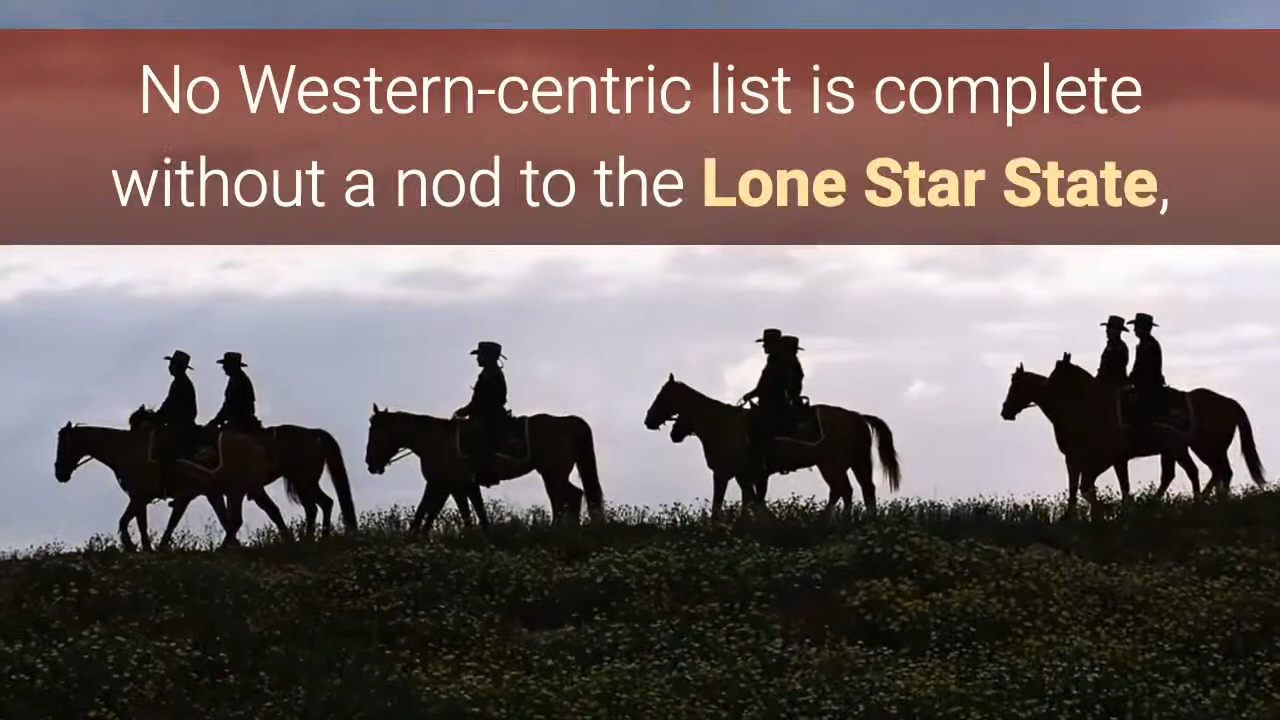 No Western-centric list is complete
without a nod to the Lone Star State,